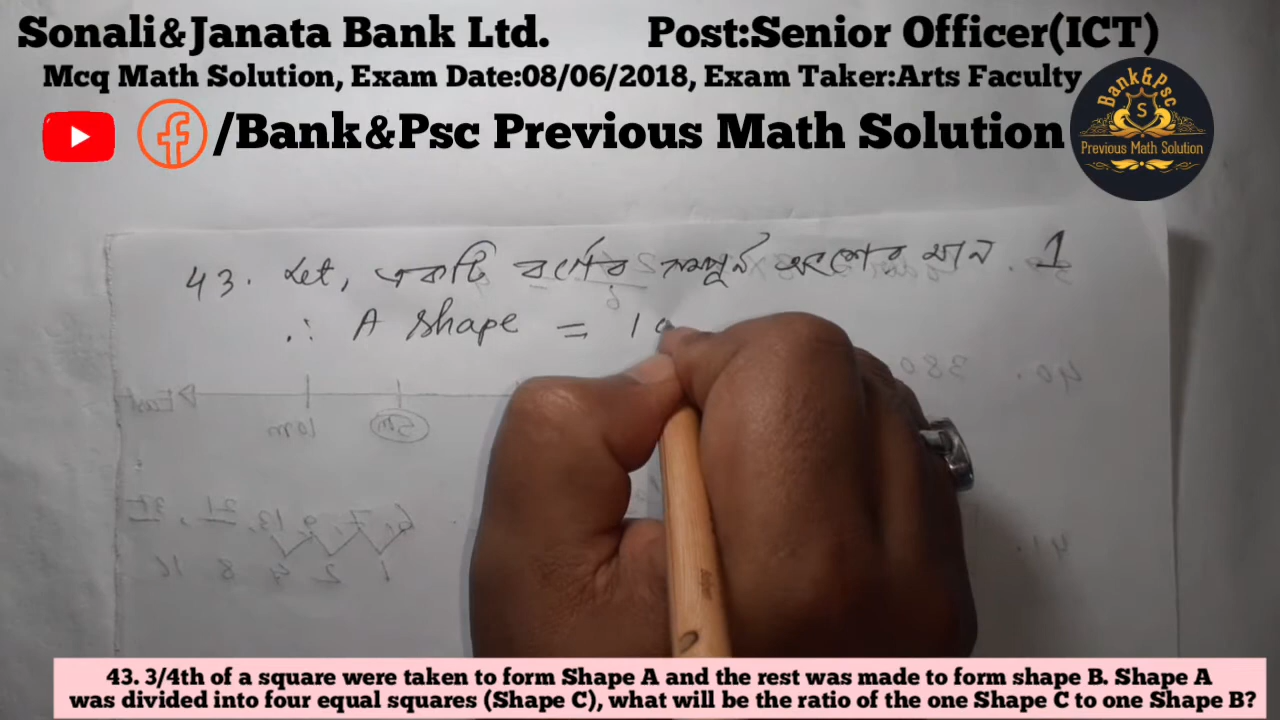 Sonali&Janata Bank Ltd. Post:Senior Officer(ICT)
Mcq Math Solution, Exam Date:08/06/2018, Exam Taker:Arts Faculty
/Bank&Psc Previous Math Solution
Bank&Psc
S
Previous Math Solution
43. Let, একটি বর্গের সম্পূর্ন অংশের মান 1
∴ A shape = 1
43. 3/4th of a square were taken to form Shape A and the rest was made to form shape B. Shape A
was divided into four equal squares (Shape C), what will be the ratio of the one Shape C to one Shape B?